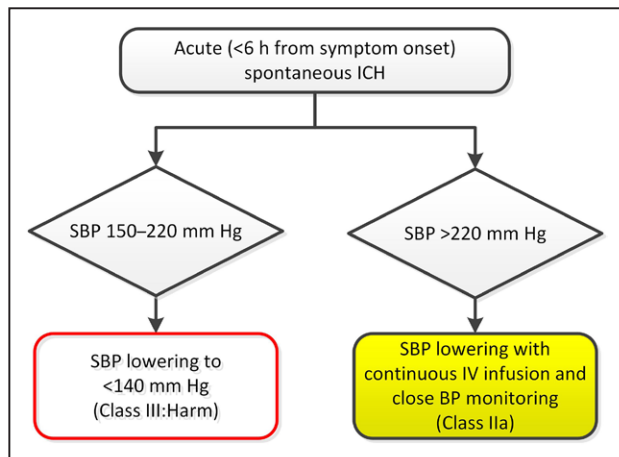 Acute (<6 h from symptom onset)
spontaneous ICH
SBP 150–220 mm Hg
SBP >220 mm Hg
SBP lowering to
<140 mm Hg
(Class III:Harm)
SBP lowering with
continuous IV infusion and
close BP monitoring
(Class IIa)